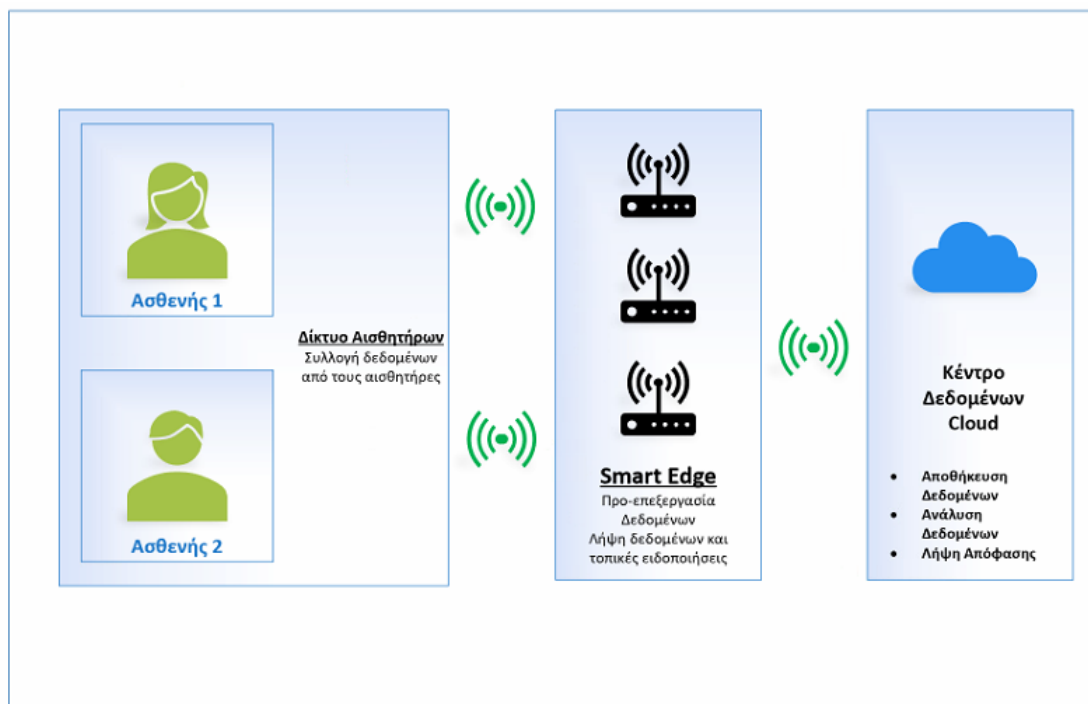 Ασθενής 1
Δίκτυο Αισθητήρων
Συλλογή δεδομένων
από τους αισθητήρες
Ασθενής 2
Smart Edge
Προ-επεξεργασία
Δεδομένων
Λήψη δεδομένων και
τοπικές ειδοποιήσεις
Κέντρο
Δεδομένων
Cloud
• Αποθήκευση
Δεδομένων
• Ανάλυση
Δεδομένων
• Λήψη Απόφασης